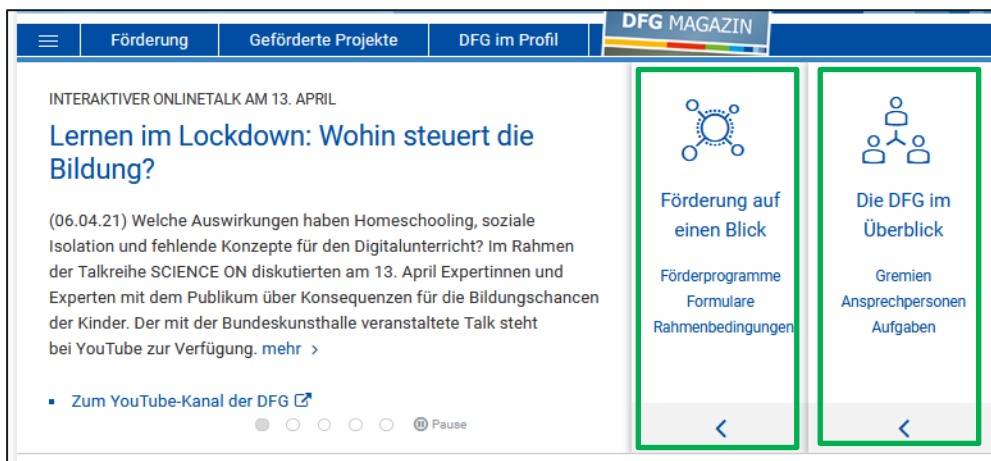 DFG MAGAZIN
Förderung
Geförderte Projekte
DFG im Profil
INTERAKTIVER ONLINETALK AM 13. APRIL
Lernen im Lockdown: Wohin steuert die
Bildung?
(06.04.21) Welche Auswirkungen haben Homeschooling, soziale
Isolation und fehlende Konzepte für den Digitalunterricht? Im Rahmen
der Talkreihe SCIENCE ON diskutierten am 13. April Expertinnen und
Experten mit dem Publikum über Konsequenzen für die Bildungschancen
der Kinder. Der mit der Bundeskunsthalle veranstaltete Talk steht
bei YouTube zur Verfügung. mehr >
Zum YouTube-Kanal der DFG
Pause
Förderung auf
einen Blick
Förderprogramme
Formulare
Rahmenbedingungen
Die DFG im
Überblick
Gremien
Ansprechpersonen
Aufgaben